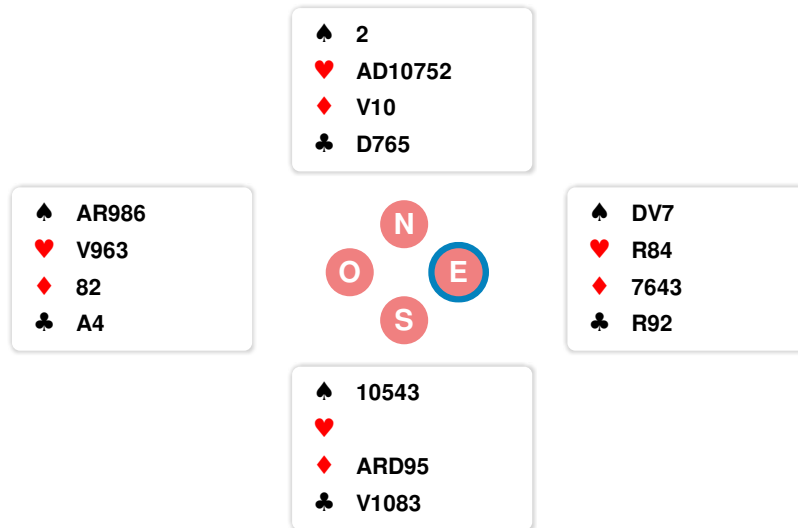 ♠ 2
♥ AD10752
♦ V10
♣ D765
♠ AR986
♥ V963
♦ 82
♣ A4
N
O E
S
♠ DV7
♥ R84
♦ 7643
♣ R92
♠ 10543
♥
♦ ARD95
♣ V1083